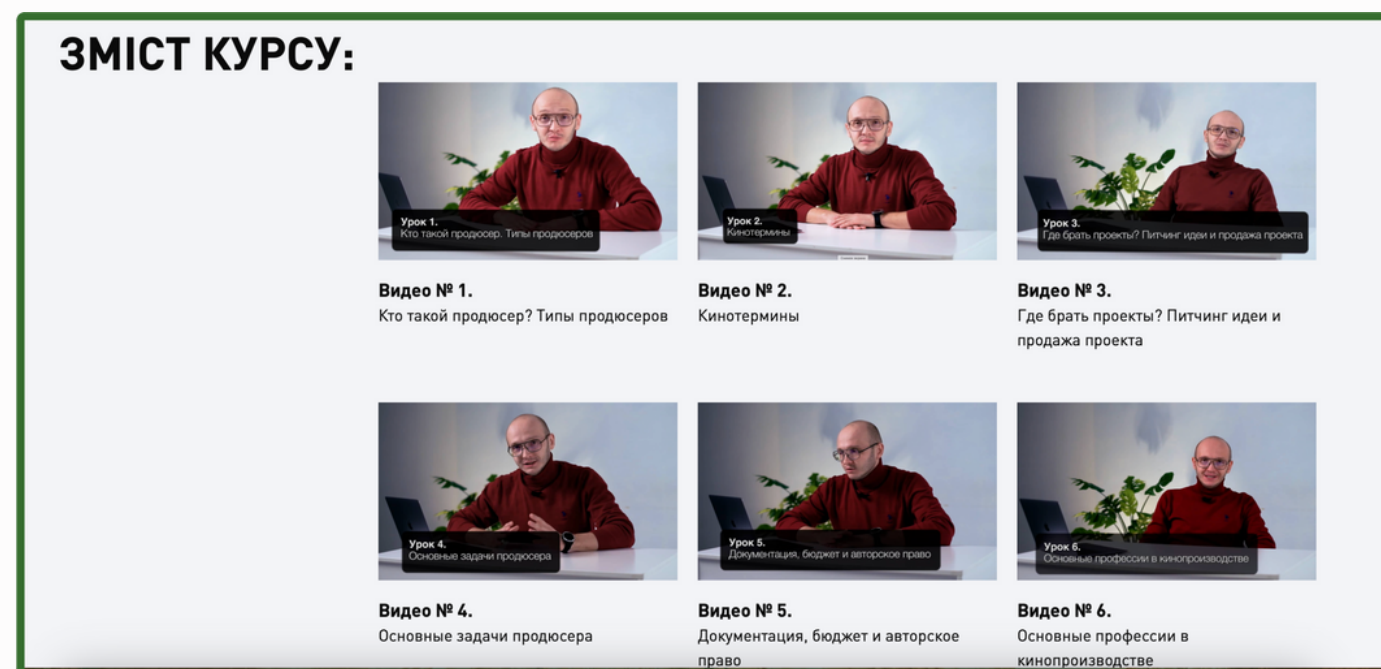 ЗМІСТ КУРСУ:
Урок 1.
Кто такой продюсер. Типы продюсеров
Видео № 1.
Кто такой продюсер? Типы продюсеров
Урок 2.
Кинотермины
Видео № 2.
Кинотермины
Урок 3.
Где брать проекты? Питчинг идеи и продажа проекта
Видео № 3.
Где брать проекты? Питчинг идеи и
продажа проекта
Урок 4.
Основные задачи продюсера
Видео № 4.
Основные задачи продюсера
Урок 5.
Документация, бюджет и авторское право
Видео № 5.
Документация, бюджет и авторское
право
Урок 6.
Основные профессии в кинопроизводстве
Видео № 6.
Основные профессии в
кинопроизводстве